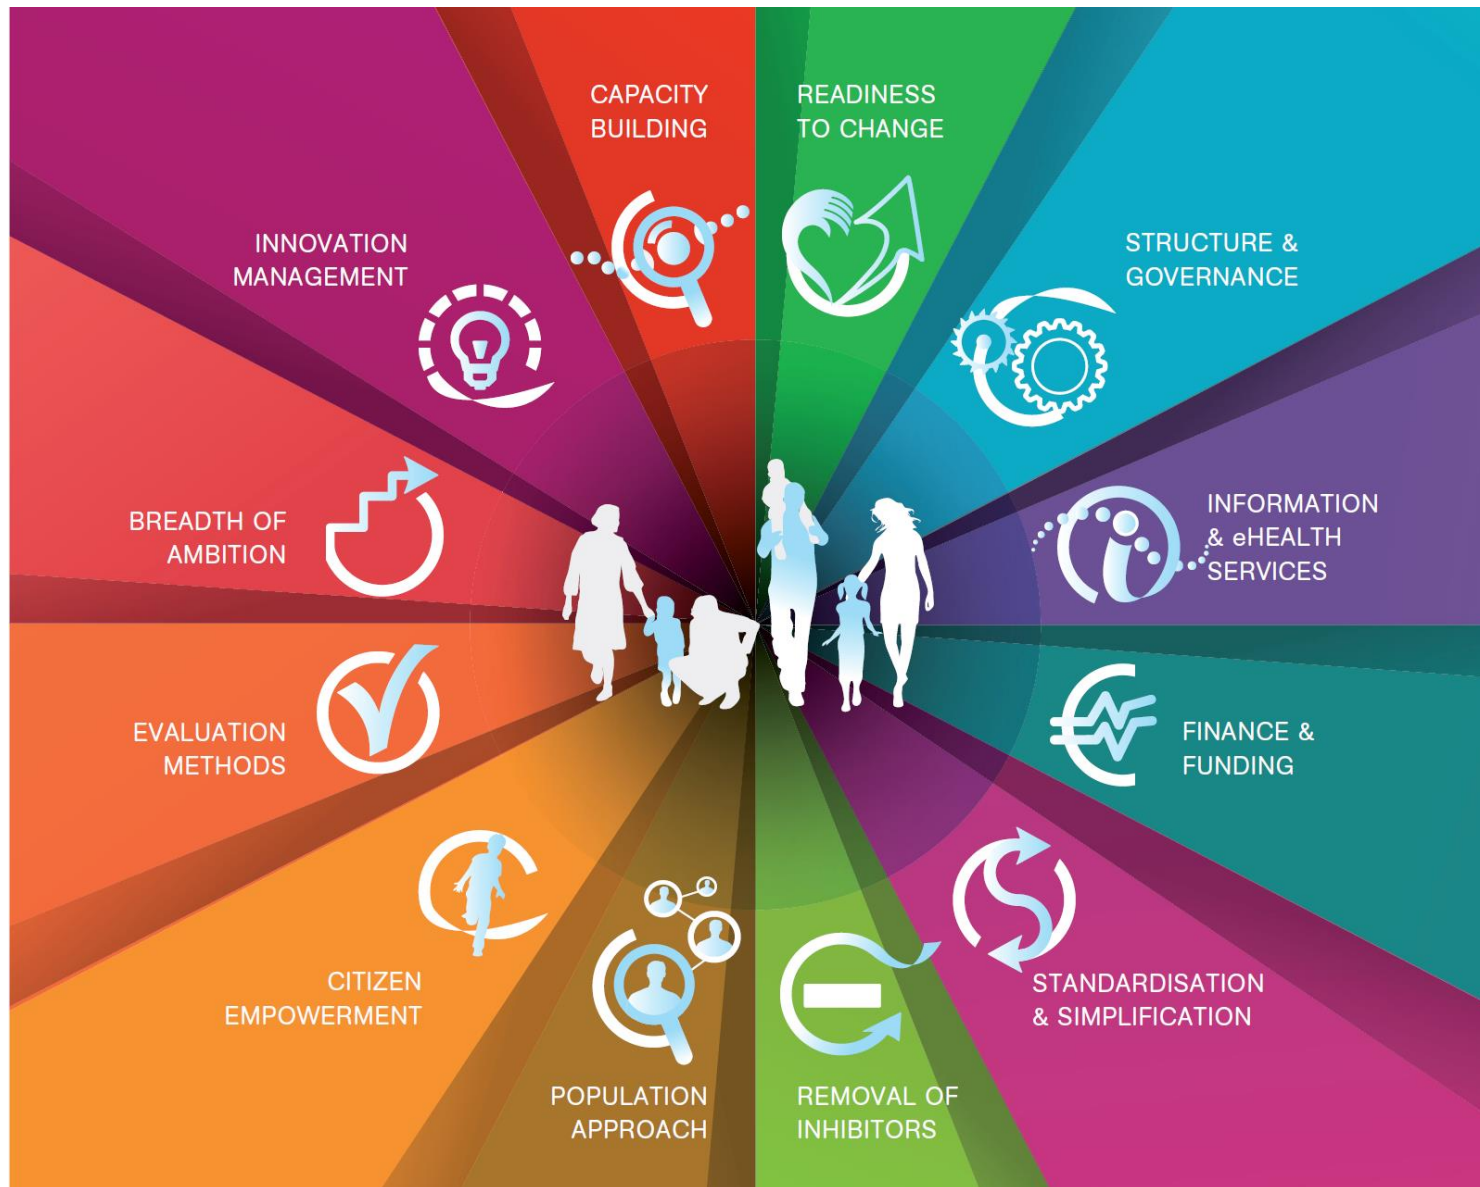 CAPACITY
BUILDING
READINESS
TO CHANGE
STRUCTURE &
GOVERNANCE
INFORMATION
& eHEALTH
SERVICES
FINANCE &
FUNDING
STANDARDISATION
& SIMPLIFICATION
REMOVAL OF
INHIBITORS
POPULATION
APPROACH
CITIZEN
EMPOWERMENT
EVALUATION
METHODS
BREADTH OF
AMBITION
INNOVATION
MANAGEMENT